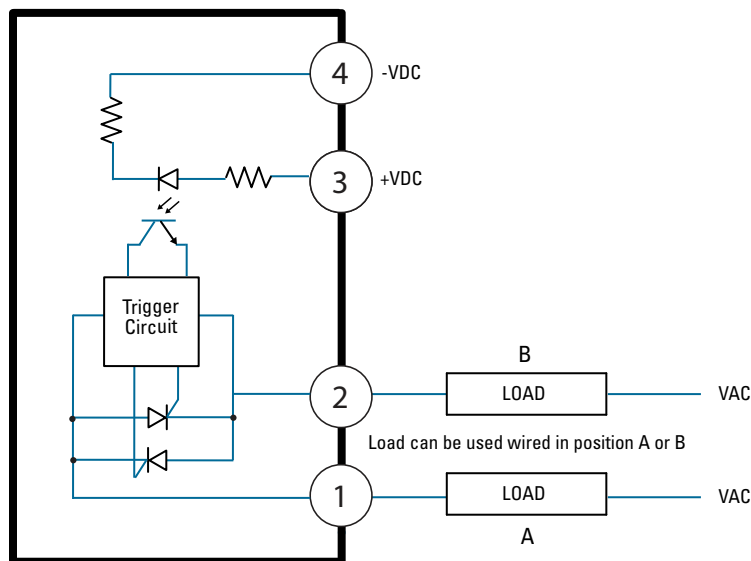 4 -VDC
3 +VDC
Trigger
Circuit
B
2 LOAD VAC
Load can be used wired in position A or B
1 LOAD VAC
A